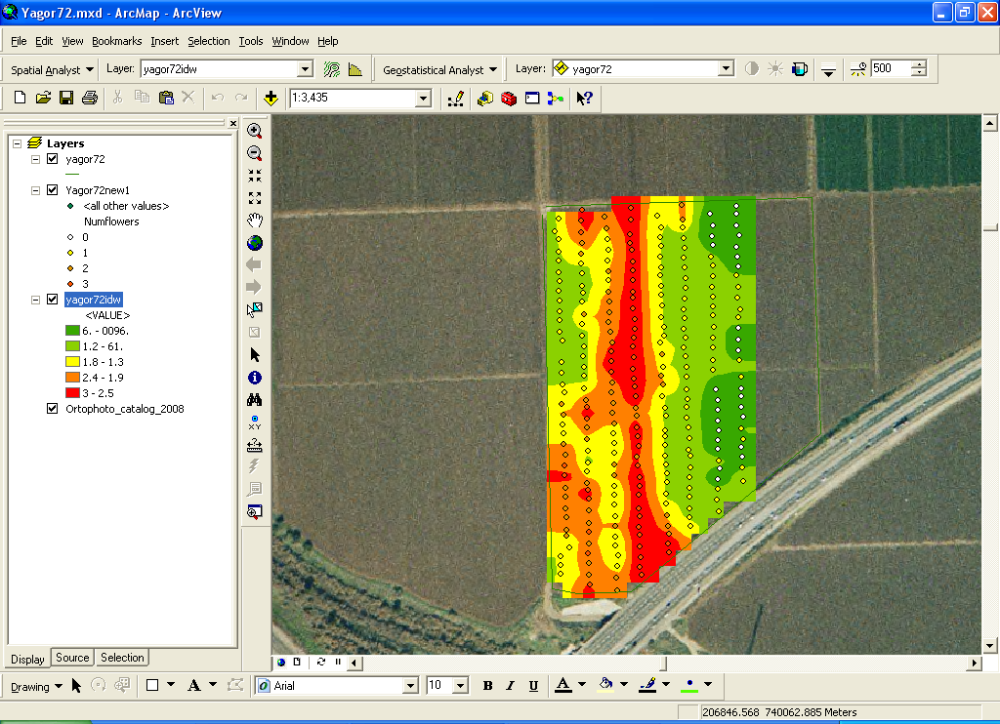 Yagor72.mxd - ArcMap - ArcView
File Edit View Bookmarks Insert Selection Tools Window Help
Spatial Analyst Layer: yagor72idw Geostatistical Analyst Layer: yagor72 500
1:3,435
Layers
yagor72
Yagor72new1
<all other values>
Numflowers
0
1
2
3
yagor72idw
<VALUE>
6. - 0096.
1.2 - 61.
1.8 - 1.3
2.4 - 1.9
3 - 2.5
Ortophoto_catalog_2008
XY
Display Source Selection
Drawing A Arial 10 B I U A
206846.568 740062.885 Meters